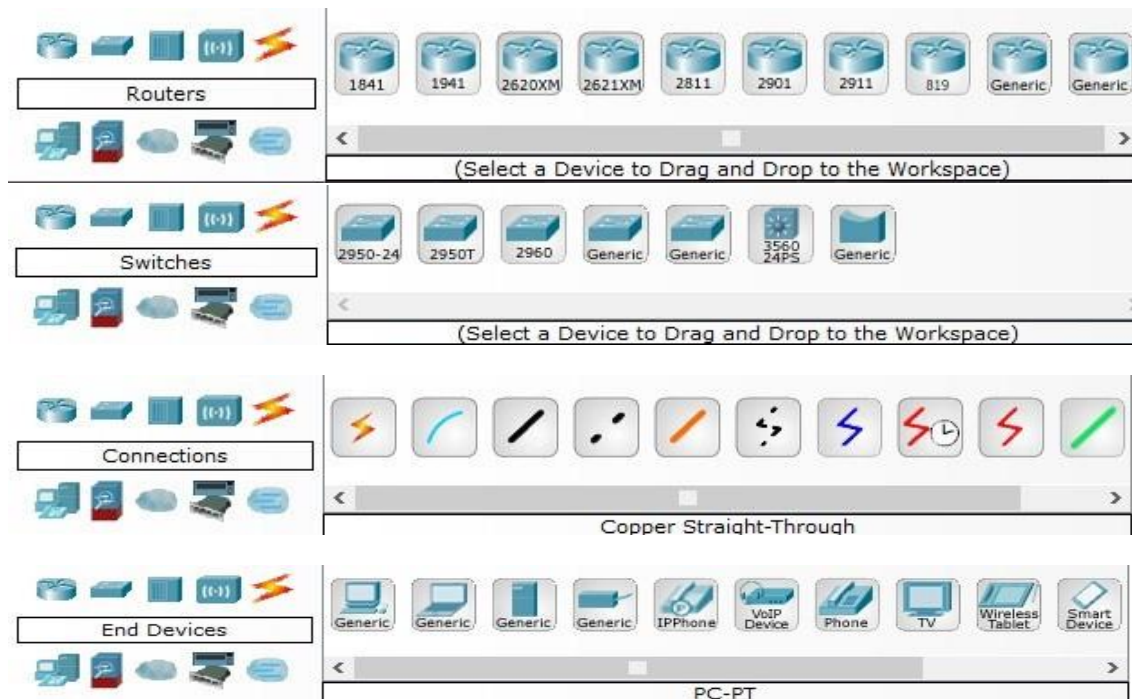 1841 1941 2620XM 2621XM 2811 2901 2911 819 Generic Generic
Routers
(Select a Device to Drag and Drop to the Workspace)
2950-24 2950T 2960 Generic Generic 3560 24PS Generic
Switches
(Select a Device to Drag and Drop to the Workspace)
Connections
Copper Straight-Through
Generic Generic Generic Generic IPPhone VoIP Device Phone TV Wireless Tablet Smart Device
End Devices
PC-PT